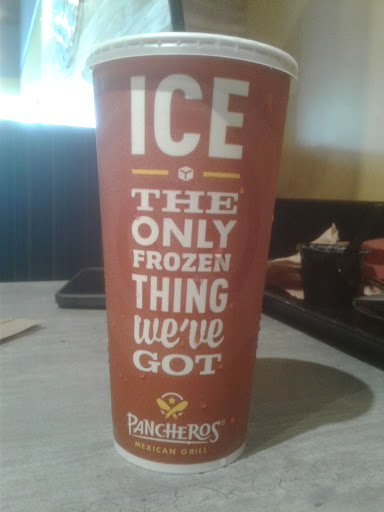 ICE
THE
ONLY
FROZEN
THING
we've
GOT
PANCHEROS®
MEXICAN GRILL